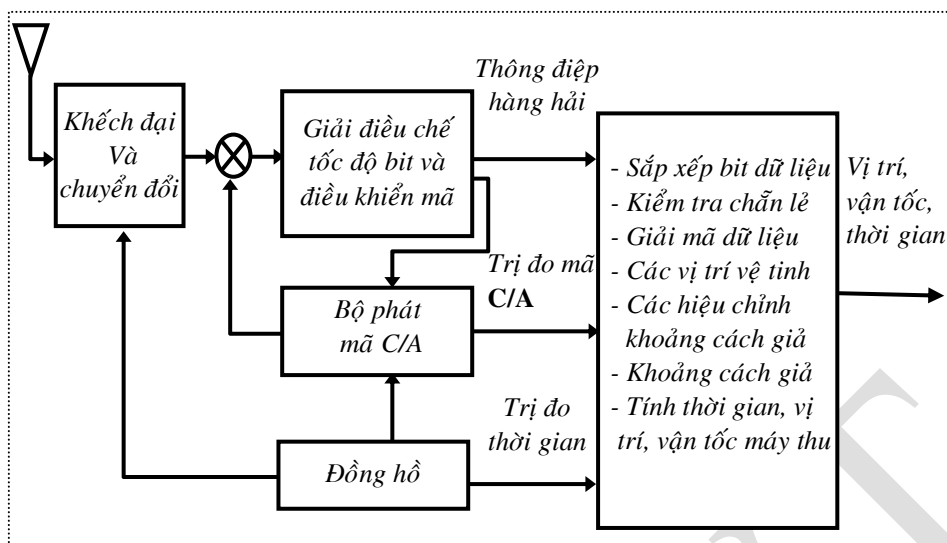 Thông điệp
hàng hải
Khếch đại
Và
chuyển đổi
Giải điều chế
tốc độ bit và
điều khiển mã
Trị đo mã
C/A
Bộ phát
mã C/A
Trị đo
thời gian
Đồng hồ
- Sắp xếp bit dữ liệu
- Kiểm tra chẵn lẻ
- Giải mã dữ liệu
- Các vị trí vệ tinh
- Các hiệu chỉnh
khoảng cách giả
- Khoảng cách giả
- Tính thời gian, vị
trí, vận tốc máy thu
Vị trí,
vận tốc,
thời gian